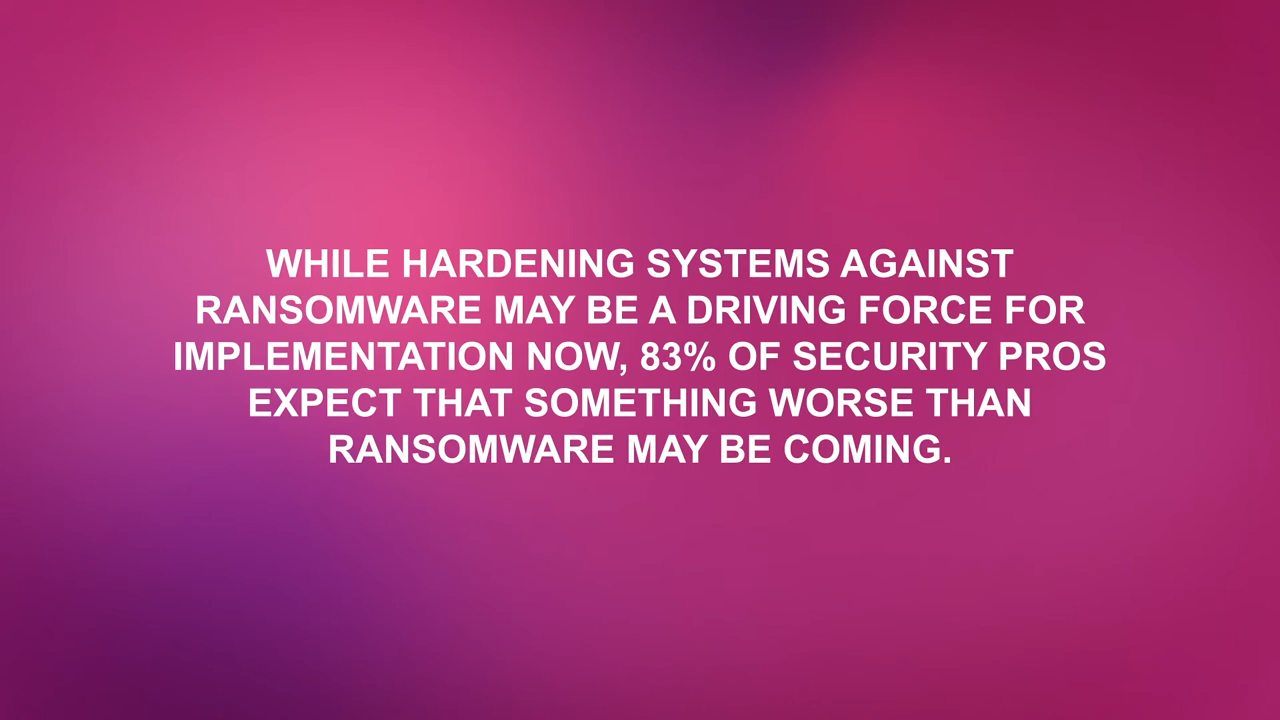 WHILE HARDENING SYSTEMS AGAINST
RANSOMWARE MAY BE A DRIVING FORCE FOR
IMPLEMENTATION NOW, 83% OF SECURITY PROS
EXPECT THAT SOMETHING WORSE THAN
RANSOMWARE MAY BE COMING.